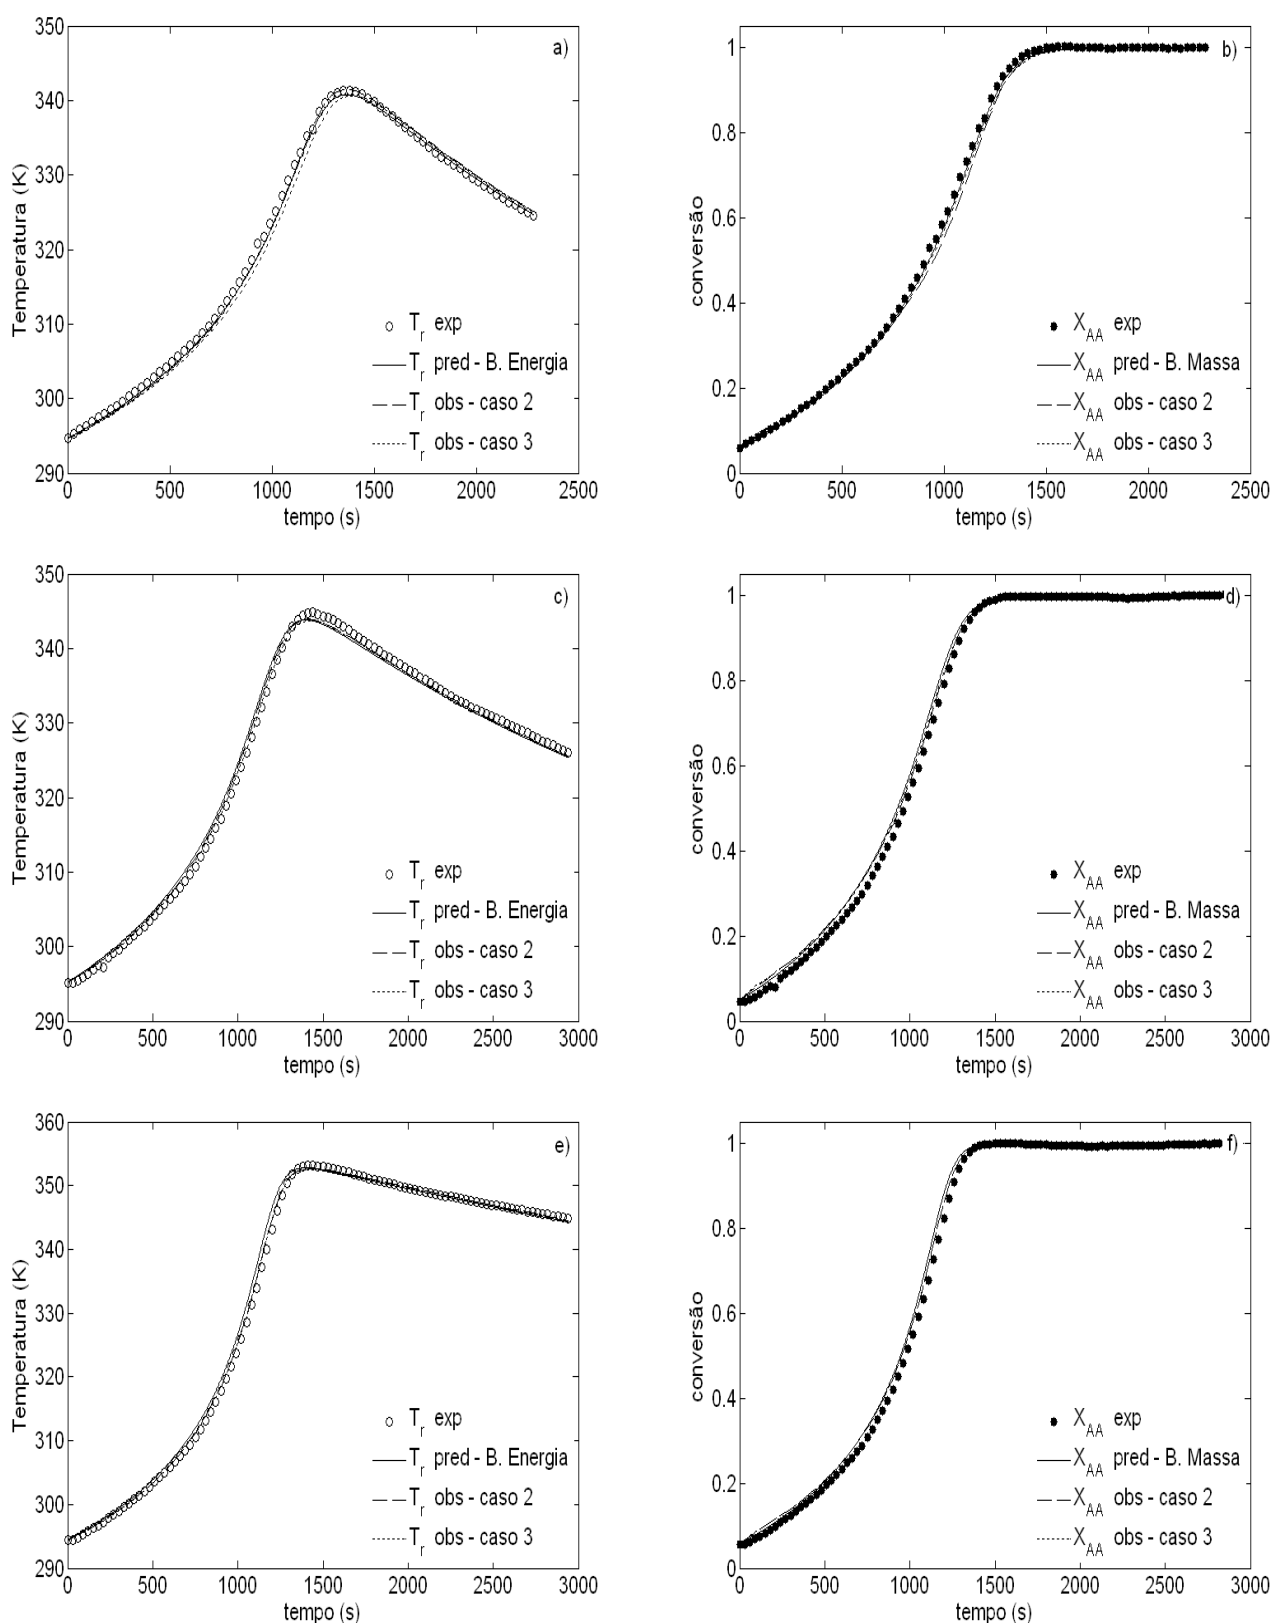 350
340
330
320
310
300
290
0
500
1000
1500
2000
2500
Temperatura (K)
tempo (s)
a)
T_r exp
T_r pred - B. Energia
T_r obs - caso 2
T_r obs - caso 3
1
0.8
0.6
0.4
0.2
0
0
500
1000
1500
2000
2500
conversão
tempo (s)
b)
X_AA exp
X_AA pred - B. Massa
X_AA obs - caso 2
X_AA obs - caso 3
350
340
330
320
310
300
290
0
500
1000
1500
2000
2500
3000
Temperatura (K)
tempo (s)
c)
T_r exp
T_r pred - B. Energia
T_r obs - caso 2
T_r obs - caso 3
1
0.8
0.6
0.4
0.2
0
0
500
1000
1500
2000
2500
3000
conversão
tempo (s)
d)
X_AA exp
X_AA pred - B. Massa
X_AA obs - caso 2
X_AA obs - caso 3
360
350
340
330
320
310
300
290
0
500
1000
1500
2000
2500
3000
Temperatura (K)
tempo (s)
e)
T_r exp
T_r pred - B. Energia
T_r obs - caso 2
T_r obs - caso 3
1
0.8
0.6
0.4
0.2
0
0
500
1000
1500
2000
2500
3000
conversão
tempo (s)
f)
X_AA exp
X_AA pred - B. Massa
X_AA obs - caso 2
X_AA obs - caso 3